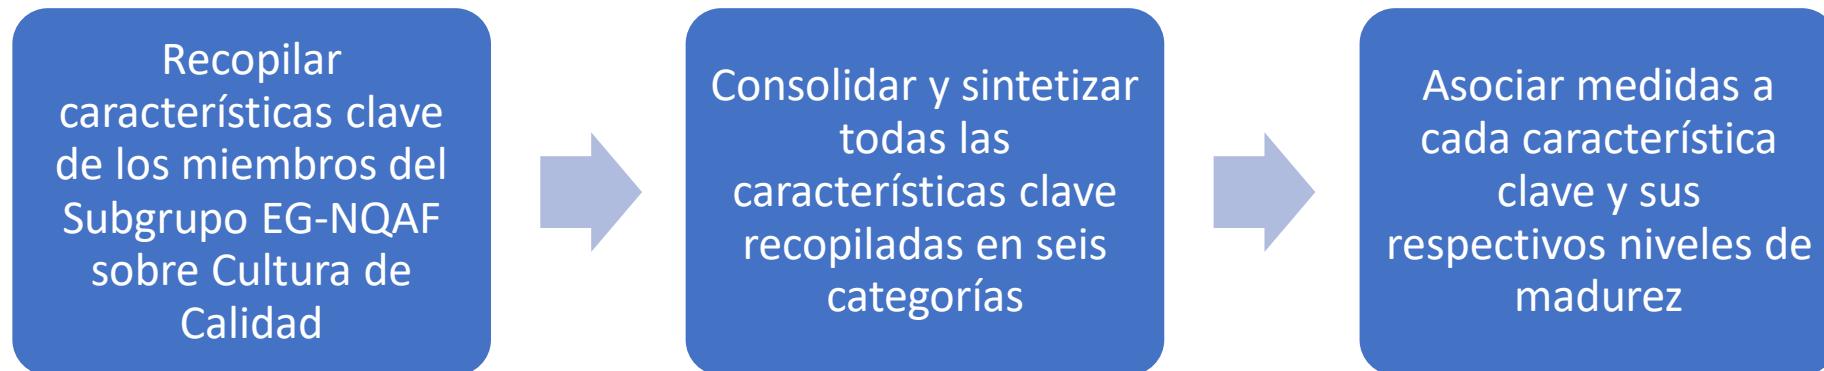 Recopilar
características clave
de los miembros del
Subgrupo EG-NQAF
sobre Cultura de
Calidad
Consolidar y sintetizar
todas las
características clave
recopiladas en seis
categorías
Asociar medidas a
cada característica
clave y sus
respectivos niveles de
madurez